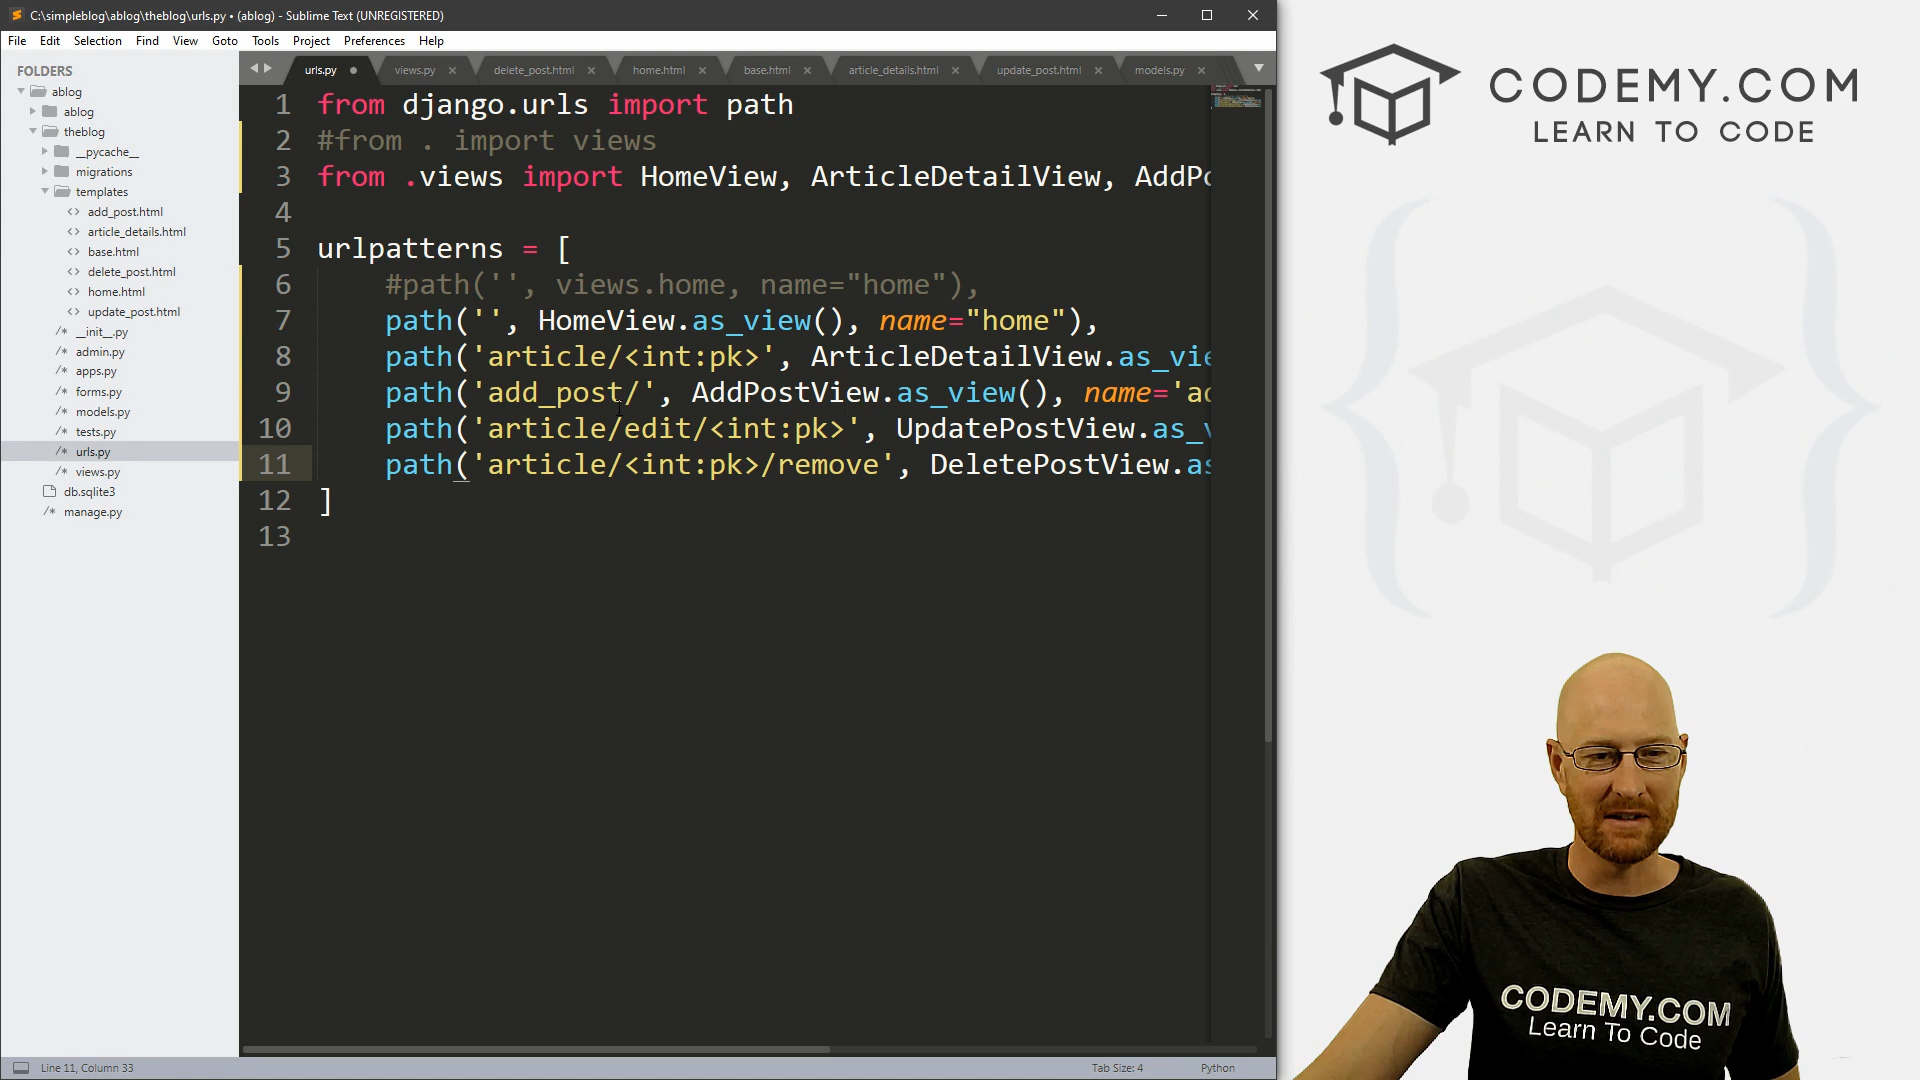 C:\simpleblog\ablog\theblog\urls.py • (ablog) - Sublime Text (UNREGISTERED)
File Edit Selection Find View Goto Tools Project Preferences Help
FOLDERS
ablog
ablog
theblog
__pycache__
migrations
templates
add_post.html
article_details.html
base.html
delete_post.html
home.html
update_post.html
__init__.py
admin.py
apps.py
forms.py
models.py
tests.py
urls.py
views.py
db.sqlite3
manage.py
urls.py views.py delete_post.html home.html base.html article_details.html update_post.html models.py
1 from django.urls import path
2 #from . import views
3 from .views import HomeView, ArticleDetailView, AddPo
4
5 urlpatterns = [
6 #path('', views.home, name="home"),
7 path('', HomeView.as_view(), name="home"),
8 path('article/<int:pk>', ArticleDetailView.as_vie
9 path('add_post/', AddPostView.as_view(), name='ad
10 path('article/edit/<int:pk>', UpdatePostView.as_v
11 path('article/<int:pk>/remove', DeletePostView.as
12 ]
13
Line 11, Column 33
Tab Size: 4
Python
CODEMY.COM
LEARN TO CODE
CODEMY.COM
Learn To Code